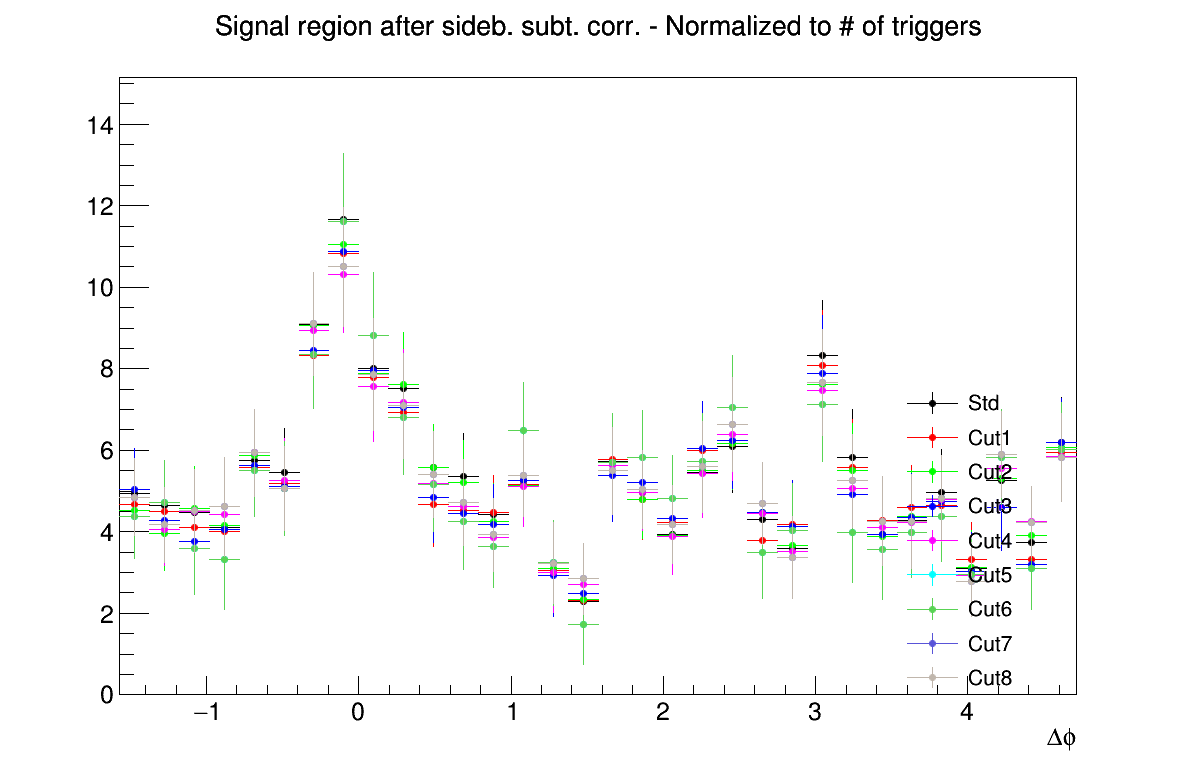 Signal region after sideb. subt. corr. - Normalized to # of triggers
14
12
10
8
6
4
2
0
Std
Cut1
Cut2
Cut3
Cut4
Cut5
Cut6
Cut7
Cut8
−1 0 1 2 3 4
Δϕ